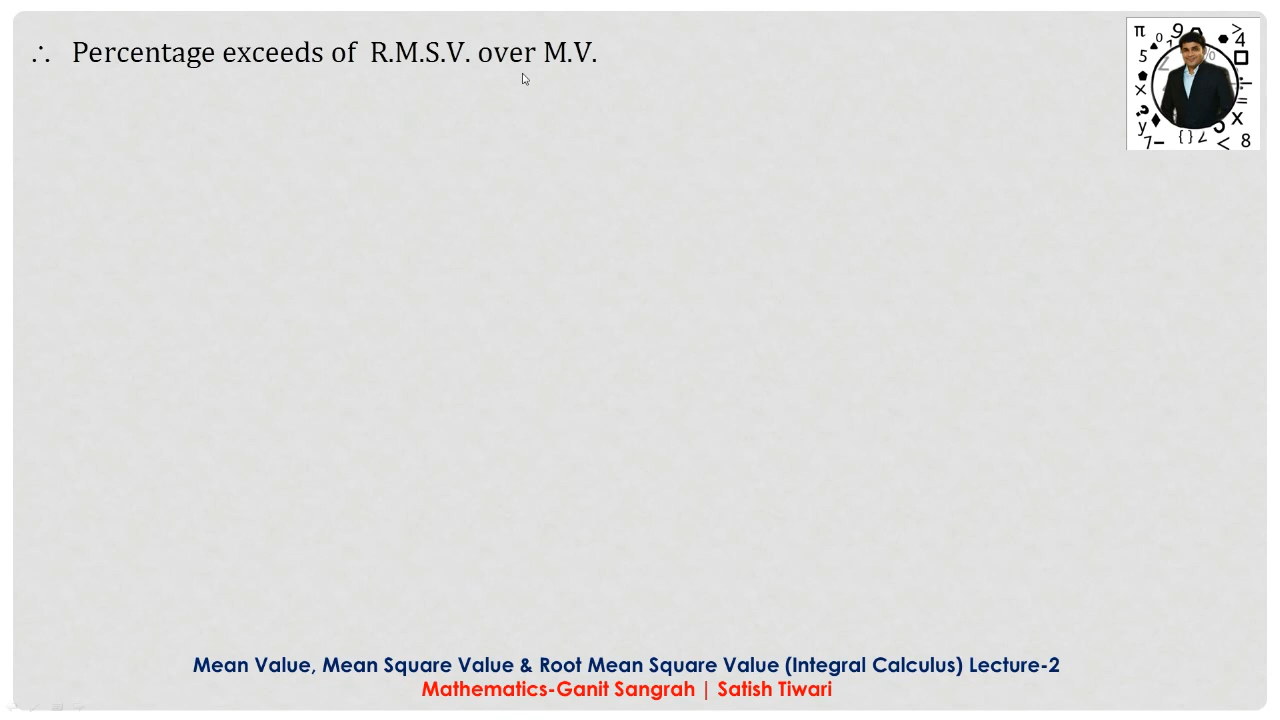 ∴ Percentage exceeds of R.M.S.V. over M.V.
Mean Value, Mean Square Value & Root Mean Square Value (Integral Calculus) Lecture-2
Mathematics-Ganit Sangrah | Satish Tiwari